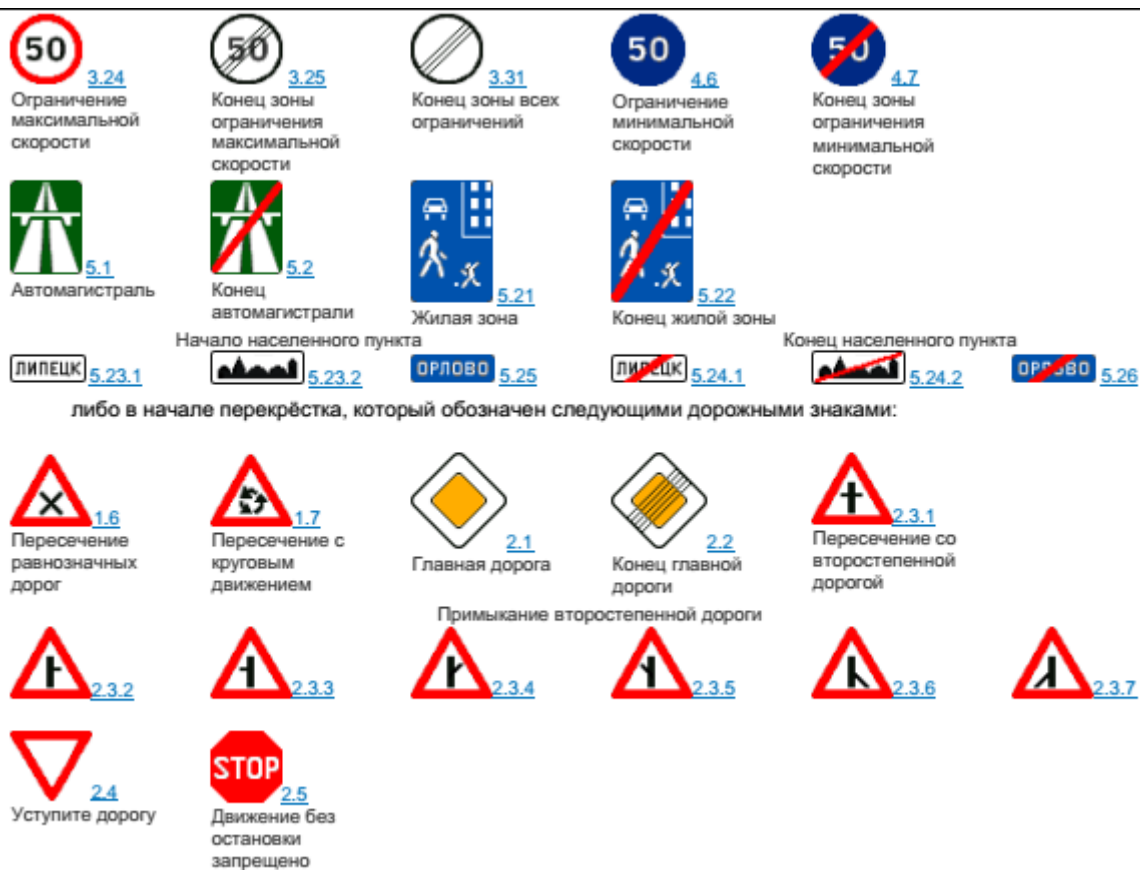 50 3.24 50 3.25 3.31 50 4.6 50 4.7
Ограничение максимальной скорости
Конец зоны ограничения максимальной скорости
Конец зоны всех ограничений
Ограничение минимальной скорости
Конец зоны ограничения минимальной скорости
5.1 5.2 5.21 5.22
Автомагистраль
Конец автомагистрали
Жилая зона
Конец жилой зоны
Начало населенного пункта Конец населенного пункта
ЛИПЕЦК 5.23.1 5.23.2 ОРЛОВО 5.25 ЛИПЕЦК 5.24.1 5.24.2 ОРЛОВО 5.26
либо в начале перекрёстка, который обозначен следующими дорожными знаками:
1.6 1.7 2.1 2.2 2.3.1
Пересечение равнозначных дорог
Пересечение с круговым движением
Главная дорога
Конец главной дороги
Пересечение со второстепенной дорогой
Примыкание второстепенной дороги
2.3.2 2.3.3 2.3.4 2.3.5 2.3.6 2.3.7
2.4 STOP 2.5
Уступите дорогу
Движение без остановки запрещено